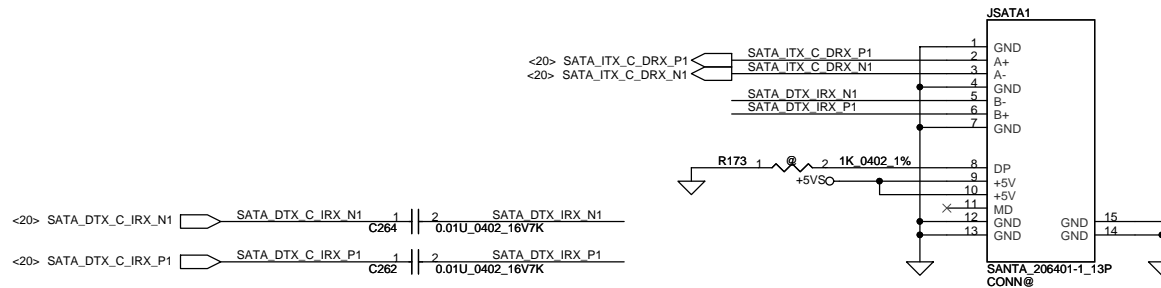 JSATA1
1 GND
<20> SATA_ITX_C_DRX_P1 SATA_ITX_C_DRX_P1 2 A+
<20> SATA_ITX_C_DRX_N1 SATA_ITX_C_DRX_N1 3 A-
4 GND
SATA_DTX_IRX_N1 5 B-
SATA_DTX_IRX_P1 6 B+
7 GND
R173 1 @ 2 1K_0402_1% 8 DP
+5VS 9 +5V
10 +5V
11 MD
12 GND GND 15
13 GND GND 14
SANTA_206401-1_13P
CONN@
<20> SATA_DTX_C_IRX_N1 SATA_DTX_C_IRX_N1 1 2 SATA_DTX_IRX_N1
C264 0.01U_0402_16V7K
<20> SATA_DTX_C_IRX_P1 SATA_DTX_C_IRX_P1 1 2 SATA_DTX_IRX_P1
C262 0.01U_0402_16V7K